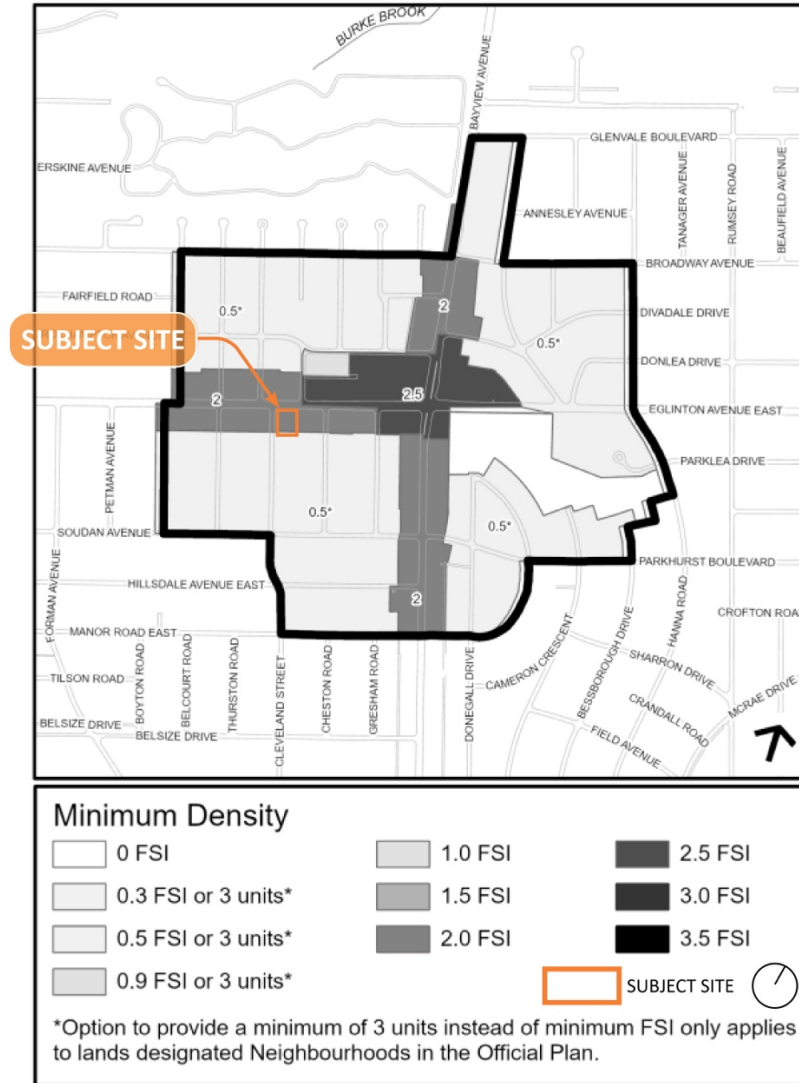 BURKE BROOK
BAYVIEW AVENUE
GLENVALE BOULEVARD
ERSKINE AVENUE
TANAGER AVENUE
RUMSEY ROAD
BEAUFIELD AVENUE
ANNESLEY AVENUE
BROADWAY AVENUE
FAIRFIELD ROAD
0.5*
2
DIVADALE DRIVE
SUBJECT SITE
0.5*
DONLEA DRIVE
2
2.5
EGLINTON AVENUE EAST
PETMAN AVENUE
PARKLEA DRIVE
0.5*
0.5*
SOUDAN AVENUE
PARKHURST BOULEVARD
FORMAN AVENUE
HILLSDALE AVENUE EAST
2
HANNA ROAD
CROFTON ROAD
MANOR ROAD EAST
BESSBOROUGH DRIVE
SHARRON DRIVE
CAMERON CRESCENT
TILSON ROAD
BOYTON ROAD
BELCOURT ROAD
THURSTON ROAD
CLEVELAND STREET
CHESTON ROAD
GRESHAM ROAD
DONEGALL DRIVE
CRANDALL ROAD
MCRAE DRIVE
BELSIZE DRIVE
BELSIZE DRIVE
FIELD AVENUE
Minimum Density
0 FSI
1.0 FSI
2.5 FSI
0.3 FSI or 3 units*
1.5 FSI
3.0 FSI
0.5 FSI or 3 units*
2.0 FSI
3.5 FSI
0.9 FSI or 3 units*
SUBJECT SITE
*Option to provide a minimum of 3 units instead of minimum FSI only applies
to lands designated Neighbourhoods in the Official Plan.